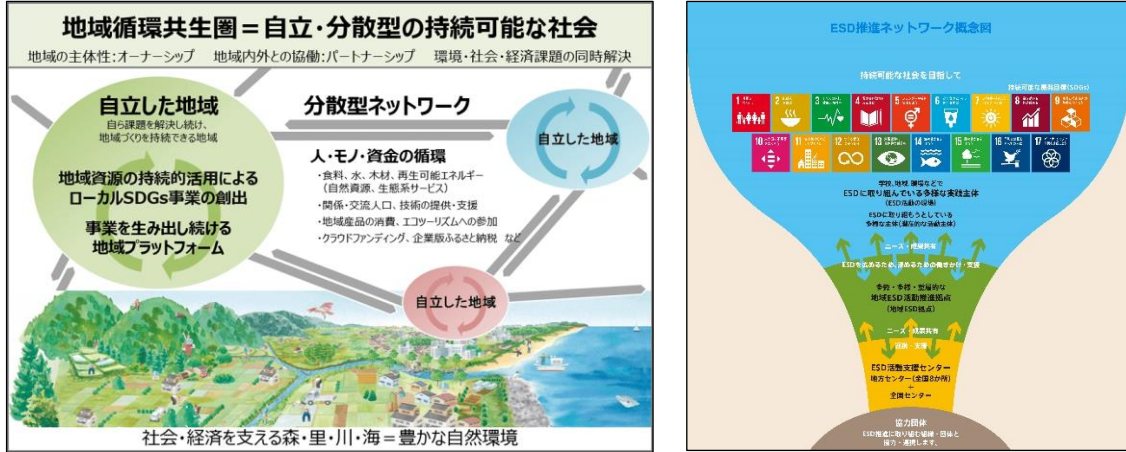 地域循環共生圏＝自立・分散型の持続可能な社会
地域の主体性:オーナーシップ　地域内外との協働:パートナーシップ　環境・社会・経済課題の同時解決
自立した地域
自ら課題を解決し続け、
地域づくりを持続できる地域
地域資源の持続的活用による
ローカルSDGs事業の創出
事業を生み出し続ける
地域プラットフォーム
分散型ネットワーク
人・モノ・資金の循環
・食料、水、木材、再生可能エネルギー
(自然資源、生態系サービス)
・関係・交流人口、技術の提供・支援
・地域産品の消費、エコツーリズムへの参加
・クラウドファンディング、企業版ふるさと納税　など
自立した地域
自立した地域
社会・経済を支える森・里・川・海＝豊かな自然環境
ESD推進ネットワーク概念図
持続可能な社会を目指して
持続可能な開発目標(SDGs)
1
2
3
4
5
6
7
8
9
10
11
12
13
14
15
16
17
学校、地域、職場などで
ESDに取り組んでいる多様な実践主体
(ESD活動の現場)
ESDに取り組もうとしている
多様な主体(潜在的な活動主体)
ニーズ・成果共有
ESDを広めるため、深めるための働きかけ・支援
多数・多様・重層的な
地域ESD活動推進拠点
(地域ESD拠点)
ニーズ・成果共有
協働・支援
ESD活動支援センター
地方センター(全国8か所)
+
全国センター
協力団体
ESD推進に取り組む組織・団体と
協力・連携します。